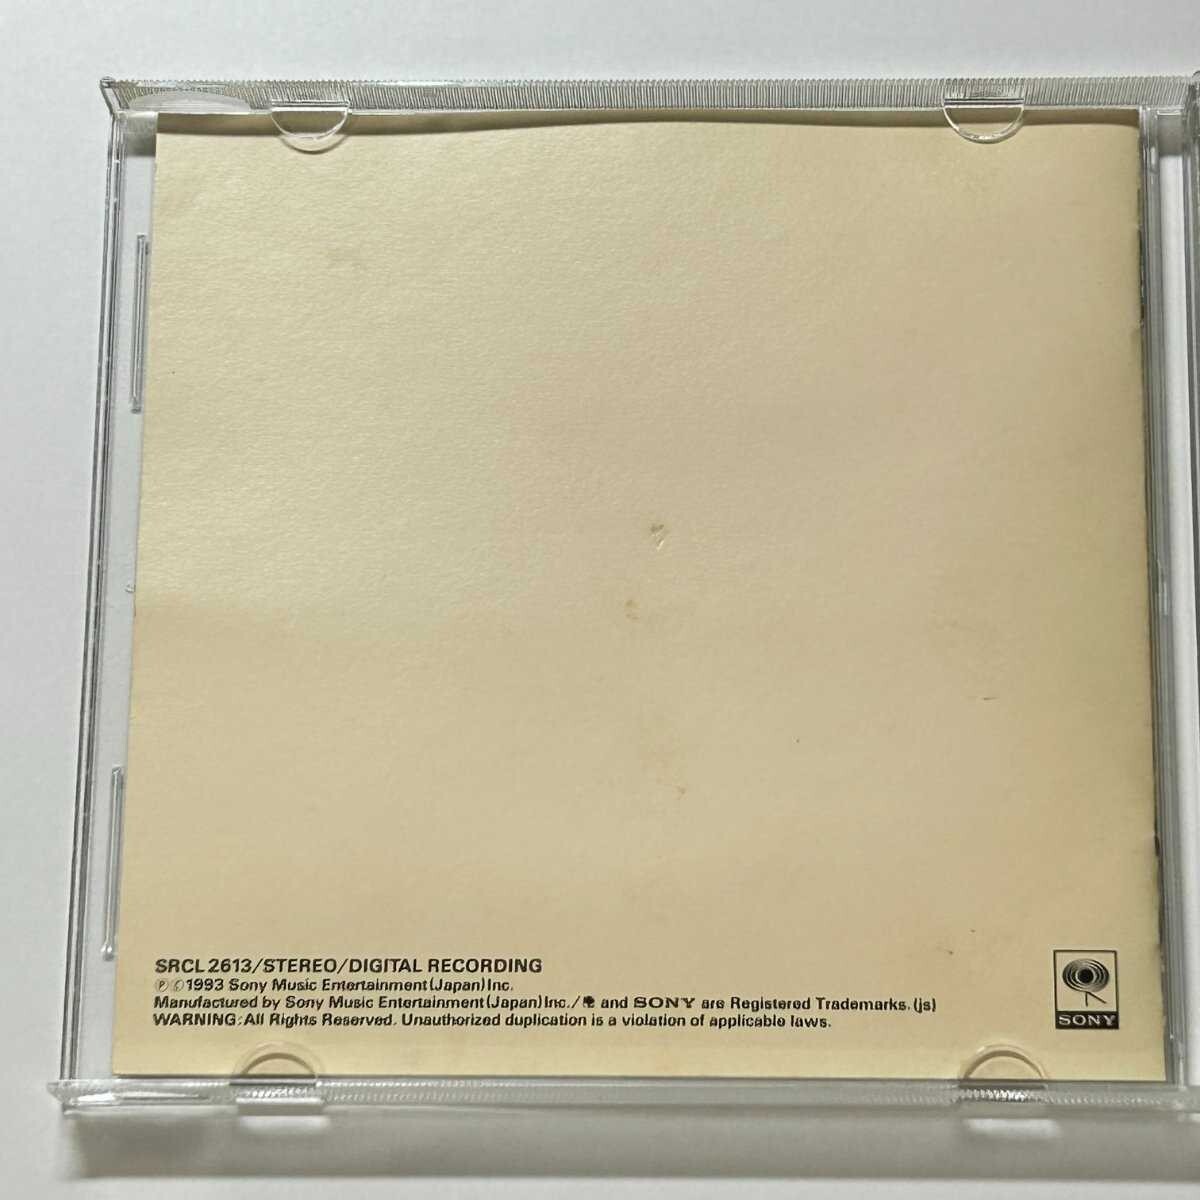 SRCL 2613/STEREO/DIGITAL RECORDING
℗ © 1993 Sony Music Entertainment (Japan) Inc.
Manufactured by Sony Music Entertainment (Japan) Inc./ and SONY are Registered Trademarks. (js)
WARNING: All Rights Reserved. Unauthorized duplication is a violation of applicable laws.
SONY